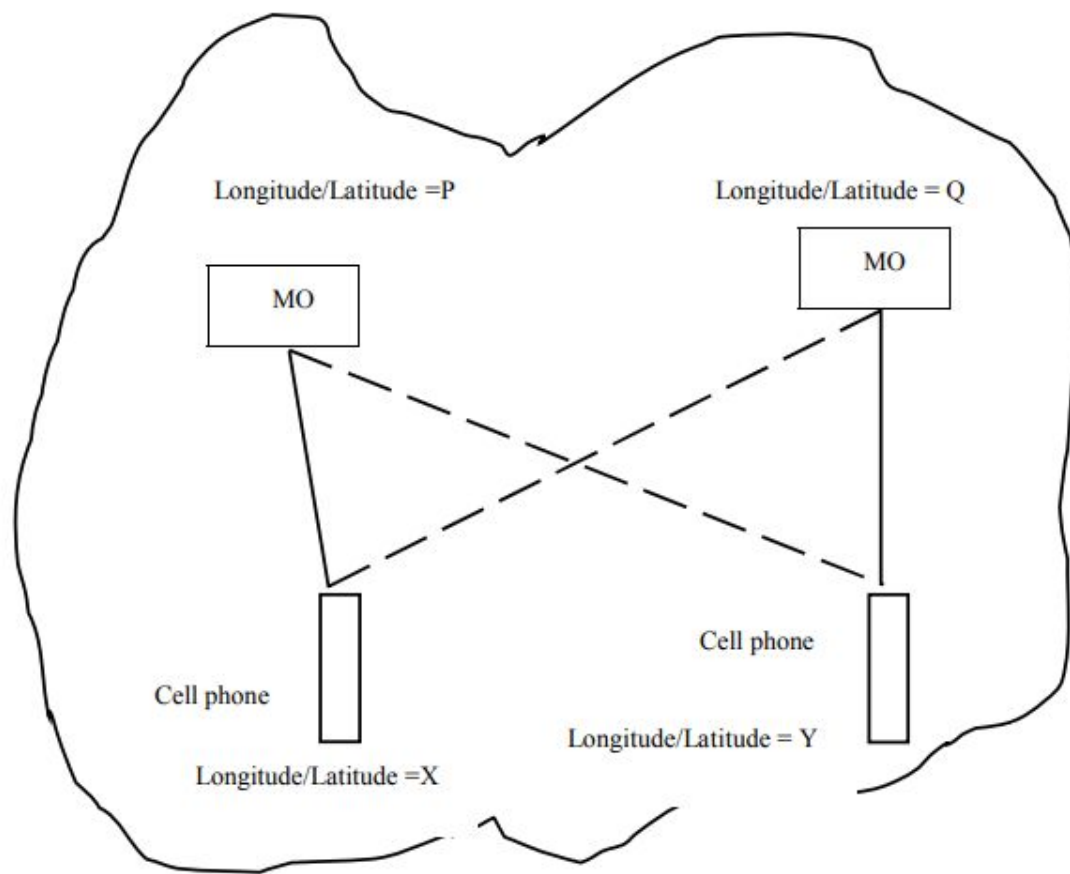 Longitude/Latitude =P
Longitude/Latitude = Q
MO
MO
Cell phone
Cell phone
Longitude/Latitude = Y
Longitude/Latitude =X